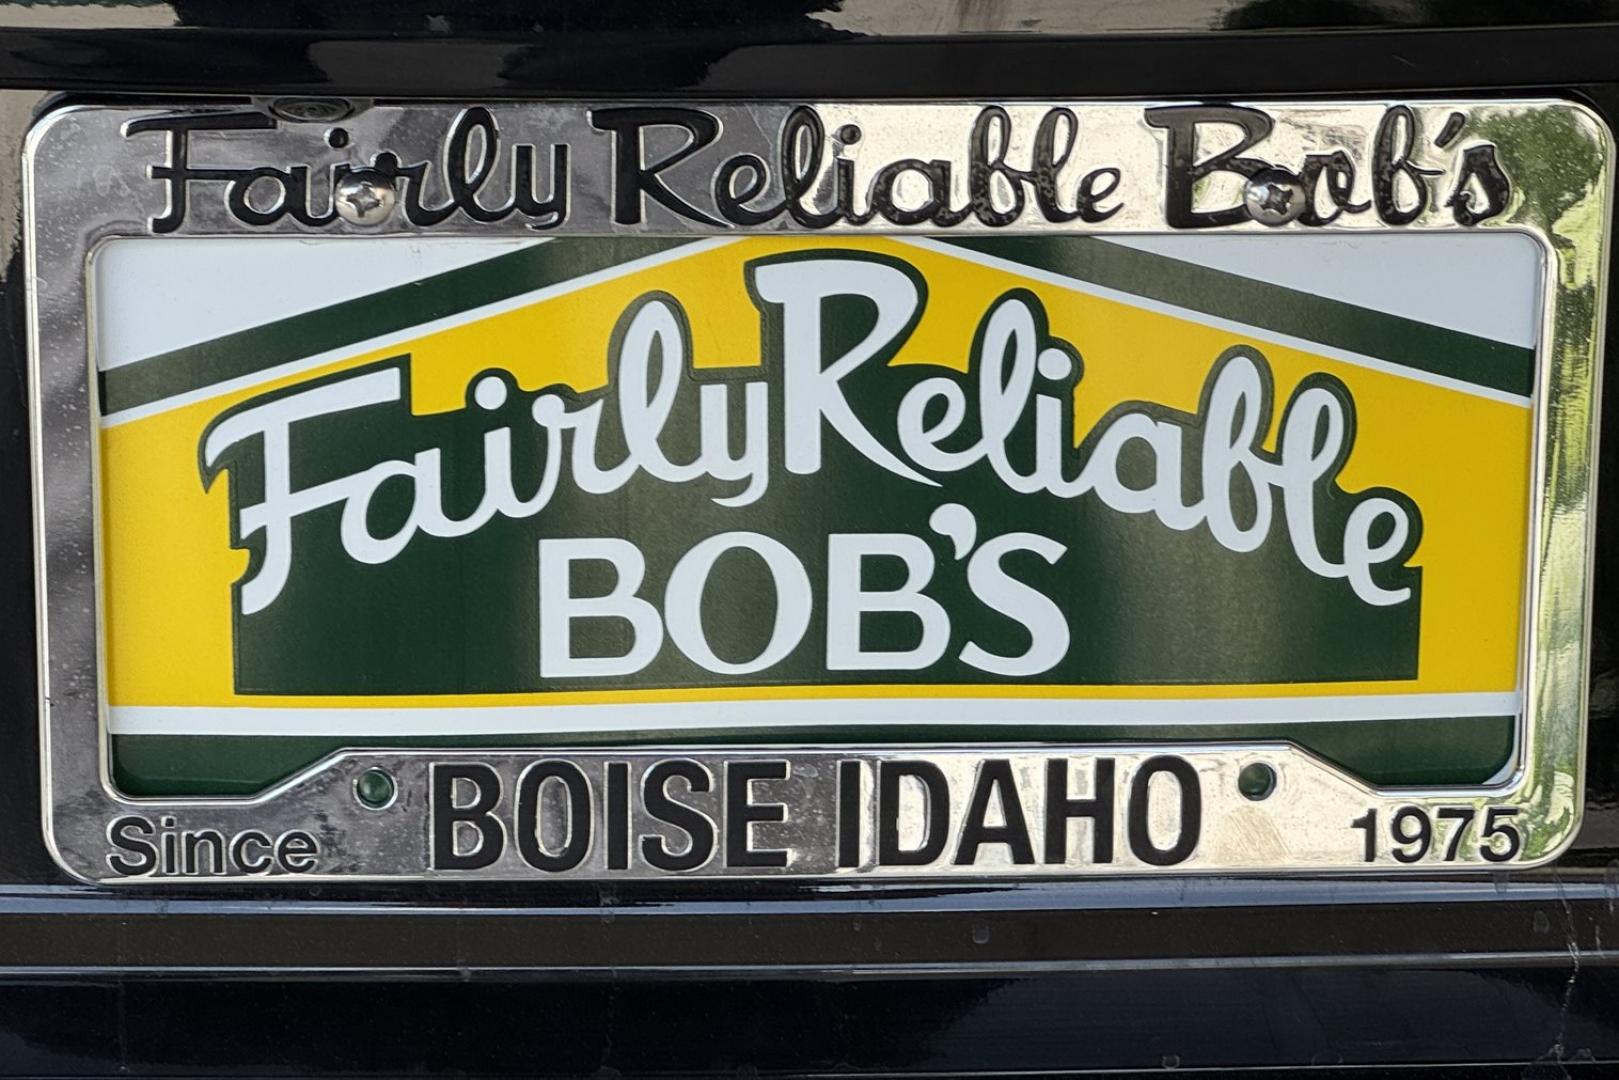 Fairly Reliable Bob's
Fairly Reliable
BOB'S
Since BOISE IDAHO 1975